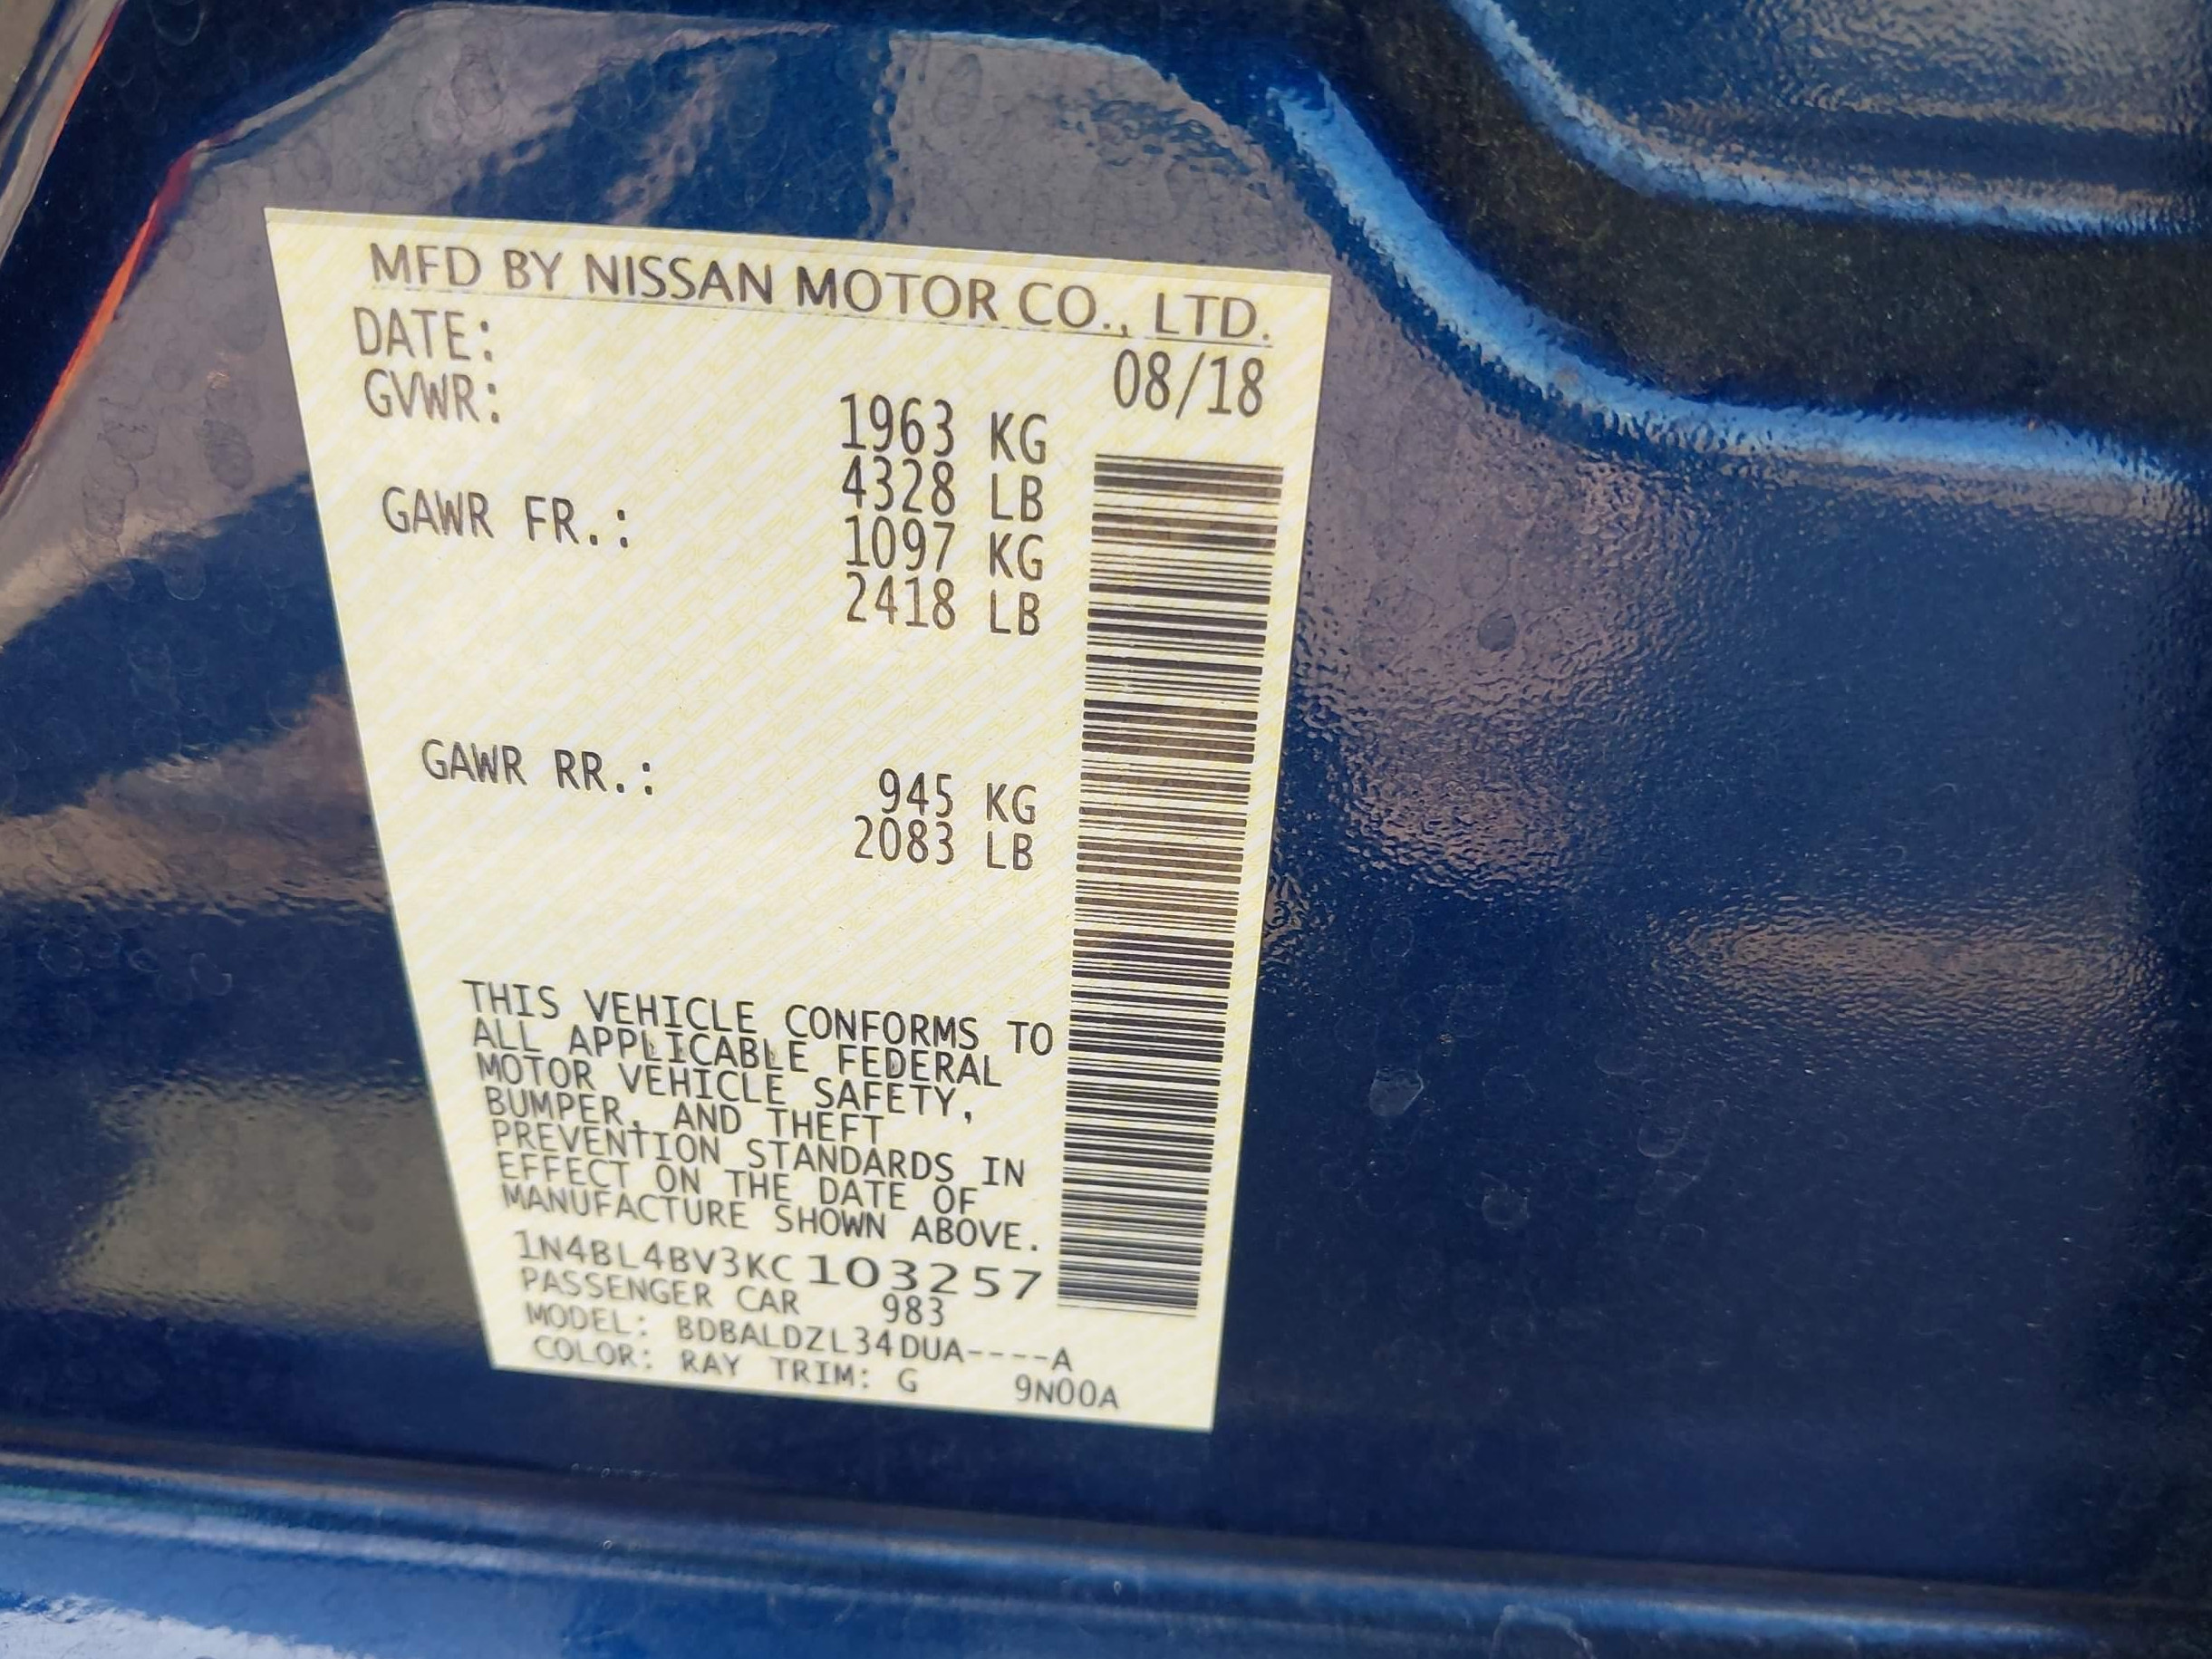 MFD BY NISSAN MOTOR CO., LTD.
DATE: 08/18
GVWR: 1963 KG
4328 LB
GAWR FR.: 1097 KG
2418 LB
GAWR RR.: 945 KG
2083 LB
THIS VEHICLE CONFORMS TO
ALL APPLICABLE FEDERAL
MOTOR VEHICLE SAFETY,
BUMPER, AND THEFT
PREVENTION STANDARDS IN
EFFECT ON THE DATE OF
MANUFACTURE SHOWN ABOVE.
1N4BL4BV3KC103257
PASSENGER CAR 983
MODEL: BDBALDZL34DUA----A
COLOR: RAY TRIM: G 9N00A